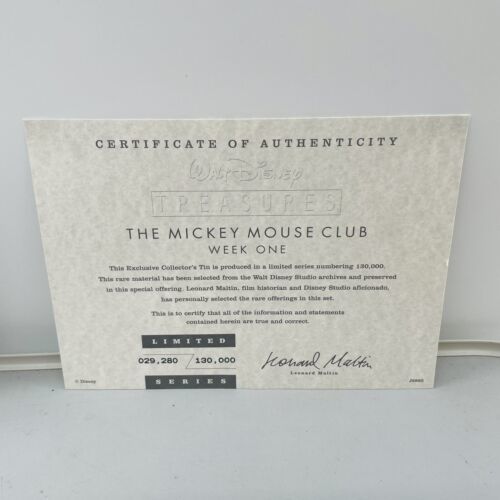 CERTIFICATE OF AUTHENTICITY
WALT DISNEY
TREASURES
THE MICKEY MOUSE CLUB
WEEK ONE
This Exclusive Collector's Tin is produced in a limited series numbering 130,000.
This rare material has been selected from the Walt Disney Studio archives and preserved
in this special offering. Leonard Maltin, film historian and Disney Studio aficionado,
has personally selected the rare offerings in this set.
This is to certify that all of the information and statements
contained herein are true and correct.
LIMITED
029,280 / 130,000
SERIES
Leonard Maltin
Leonard Maltin
© Disney